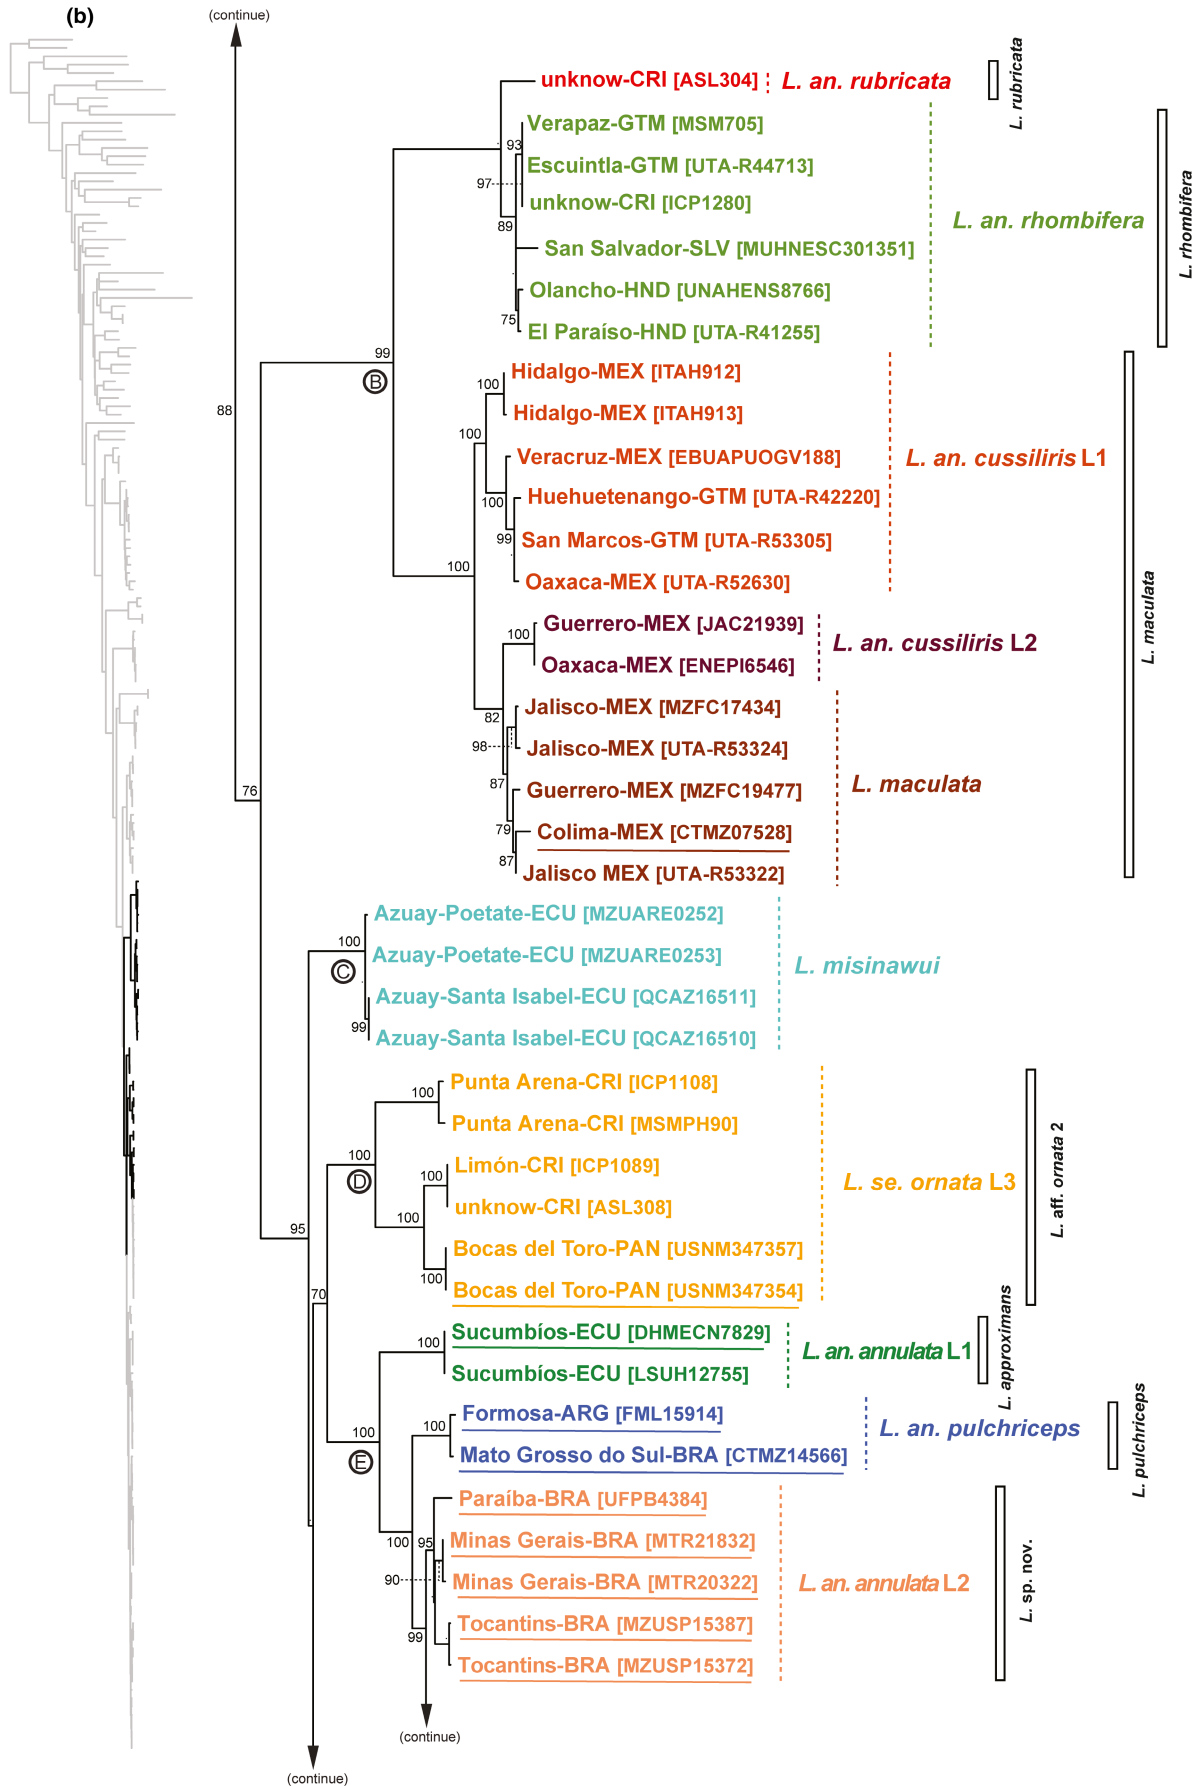 (b)
(continue)
unknow-CRI [ASL304]
L. an. rubricata
L. rubricata
Verapaz-GTM [MSM705]
93
Escuintla-GTM [UTA-R44713]
97
unknow-CRI [ICP1280]
L. an. rhombifera
L. rhombifera
89
San Salvador-SLV [MUHNESC301351]
Olancho-HND [UNAHENS8766]
75
El Paraíso-HND [UTA-R41255]
99
B
88
Hidalgo-MEX [ITAH912]
100
Hidalgo-MEX [ITAH913]
100
Veracruz-MEX [EBUAPUOGV188]
L. an. cussiliris L1
Huehuetenango-GTM [UTA-R42220]
100
San Marcos-GTM [UTA-R53305]
99
100
Oaxaca-MEX [UTA-R52630]
L. maculata
Guerrero-MEX [JAC21939]
100
L. an. cussiliris L2
Oaxaca-MEX [ENEPI6546]
Jalisco-MEX [MZFC17434]
82
98
Jalisco-MEX [UTA-R53324]
87
L. maculata
Guerrero-MEX [MZFC19477]
76
79
Colima-MEX [CTMZ07528]
87
Jalisco MEX [UTA-R53322]
Azuay-Poetate-ECU [MZUARE0252]
100
C
Azuay-Poetate-ECU [MZUARE0253]
L. misinawui
Azuay-Santa Isabel-ECU [QCAZ16511]
99
Azuay-Santa Isabel-ECU [QCAZ16510]
Punta Arena-CRI [ICP1108]
100
Punta Arena-CRI [MSMPH90]
100
D
Limón-CRI [ICP1089]
100
L. se. ornata L3
L. aff. ornata 2
unknow-CRI [ASL308]
100
95
Bocas del Toro-PAN [USNM347357]
100
Bocas del Toro-PAN [USNM347354]
70
Sucumbíos-ECU [DHMECN7829]
100
L. an. annulata L1
L. approximans
Sucumbíos-ECU [LSUH12755]
Formosa-ARG [FML15914]
100
100
E
L. an. pulchriceps
L. pulchriceps
Mato Grosso do Sul-BRA [CTMZ14566]
Paraíba-BRA [UFPB4384]
100
95
Minas Gerais-BRA [MTR21832]
90
Minas Gerais-BRA [MTR20322]
L. an. annulata L2
L. sp. nov.
Tocantins-BRA [MZUSP15387]
99
Tocantins-BRA [MZUSP15372]
(continue)
(continue)